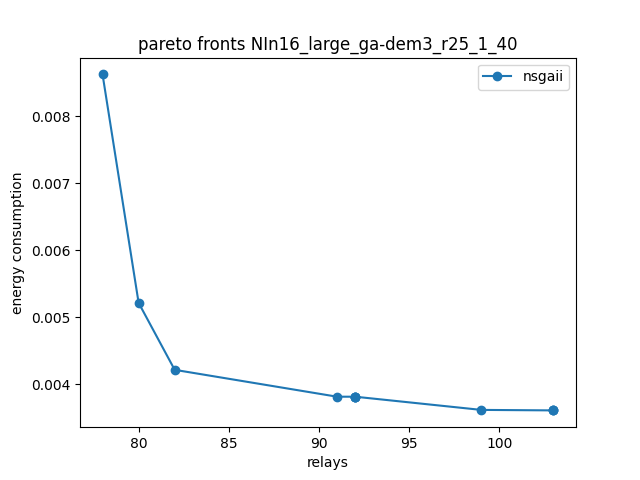 pareto fronts NIn16_large_ga-dem3_r25_1_40
nsgaii
energy consumption
0.008
0.007
0.006
0.005
0.004
80 85 90 95 100
relays